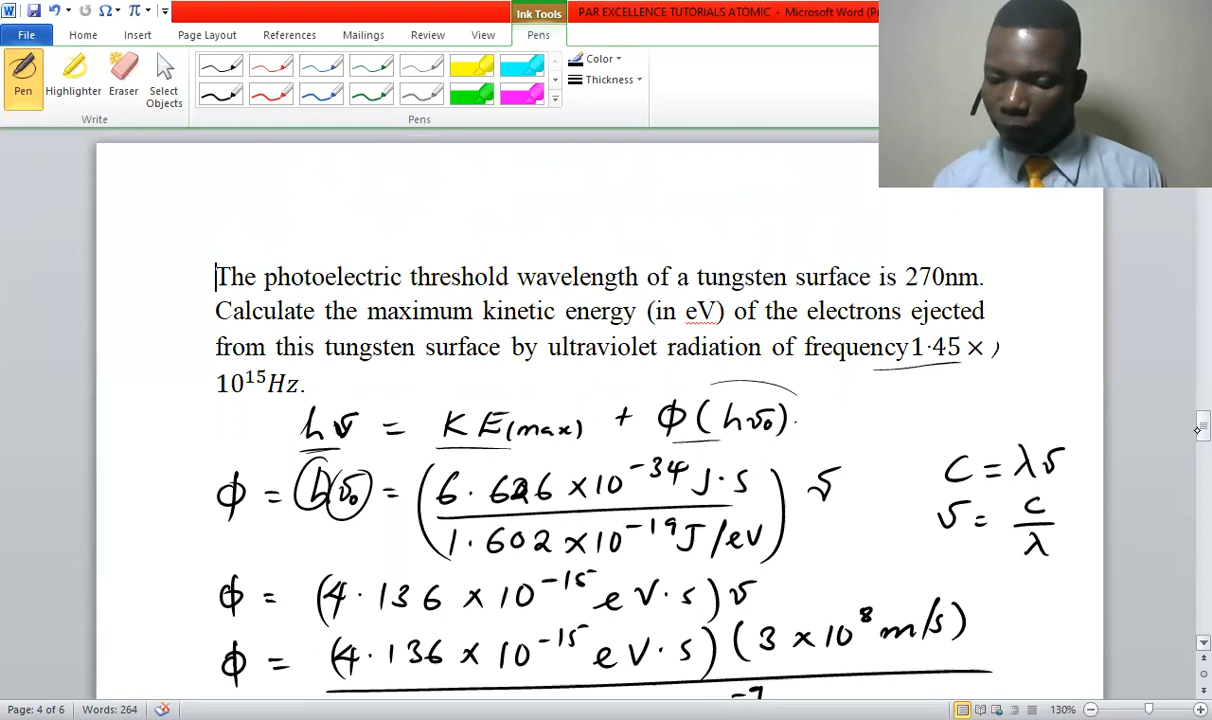 Ink Tools
PAR EXCELLENCE TUTORIALS ATOMIC - Microsoft Word (P
File Home Insert Page Layout References Mailings Review View Pens
Pen Highlighter Eraser Select Objects
Color
Thickness
Write Pens
The photoelectric threshold wavelength of a tungsten surface is 270nm.
Calculate the maximum kinetic energy (in eV) of the electrons ejected
from this tungsten surface by ultraviolet radiation of frequency1·45 ×
10¹⁵Hz.
hν = KE(max) + φ(hν₀)
φ = hν₀ = (6.626 ×10⁻³⁴ J·s / 1.602 ×10⁻¹⁹ J/eV) ν
C = λν
ν = C/λ
φ = (4.136 × 10⁻¹⁵ eV·s)ν
φ = (4.136 × 10⁻¹⁵ eV·s)(3 ×10⁸ m/s)
Page: 4 of 6 Words: 264 130%